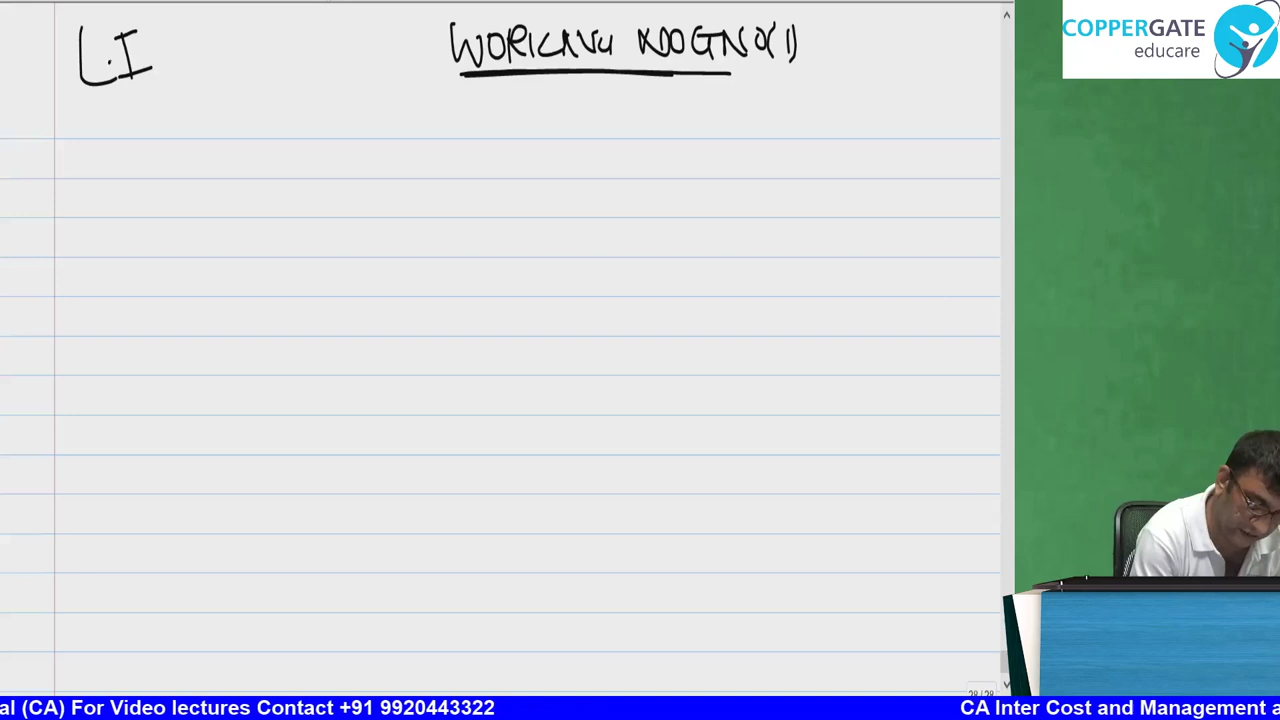 L.I
COPPERGATE
educare
al (CA) For Video lectures Contact +91 9920443322
CA Inter Cost and Management a